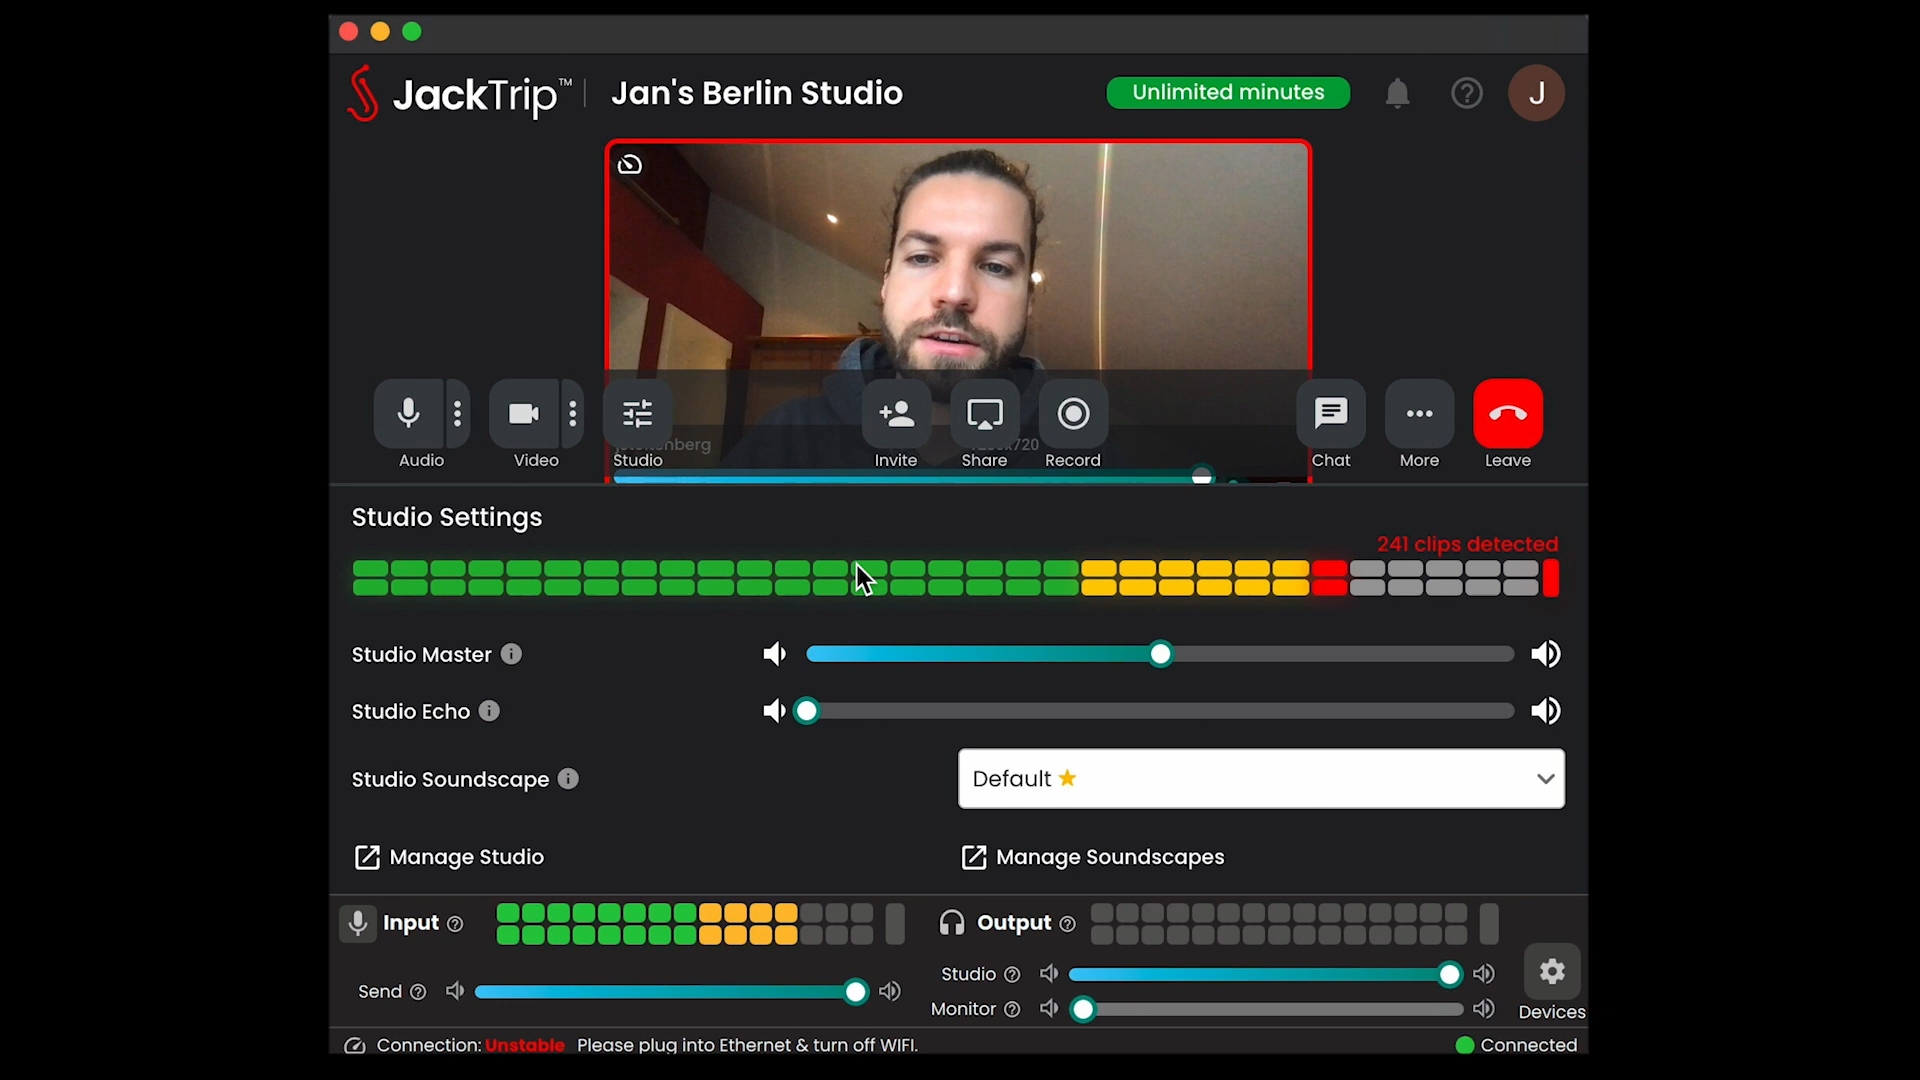 JackTrip™
Jan's Berlin Studio
Unlimited minutes
J
Audio
Video
Studio
Invite
Share
Record
Chat
More
Leave
Studio Settings
241 clips detected
Studio Master
Studio Echo
Studio Soundscape
Default
Manage Studio
Manage Soundscapes
Input
Output
Send
Studio
Monitor
Devices
Connection: Unstable Please plug into Ethernet & turn off WIFI.
Connected